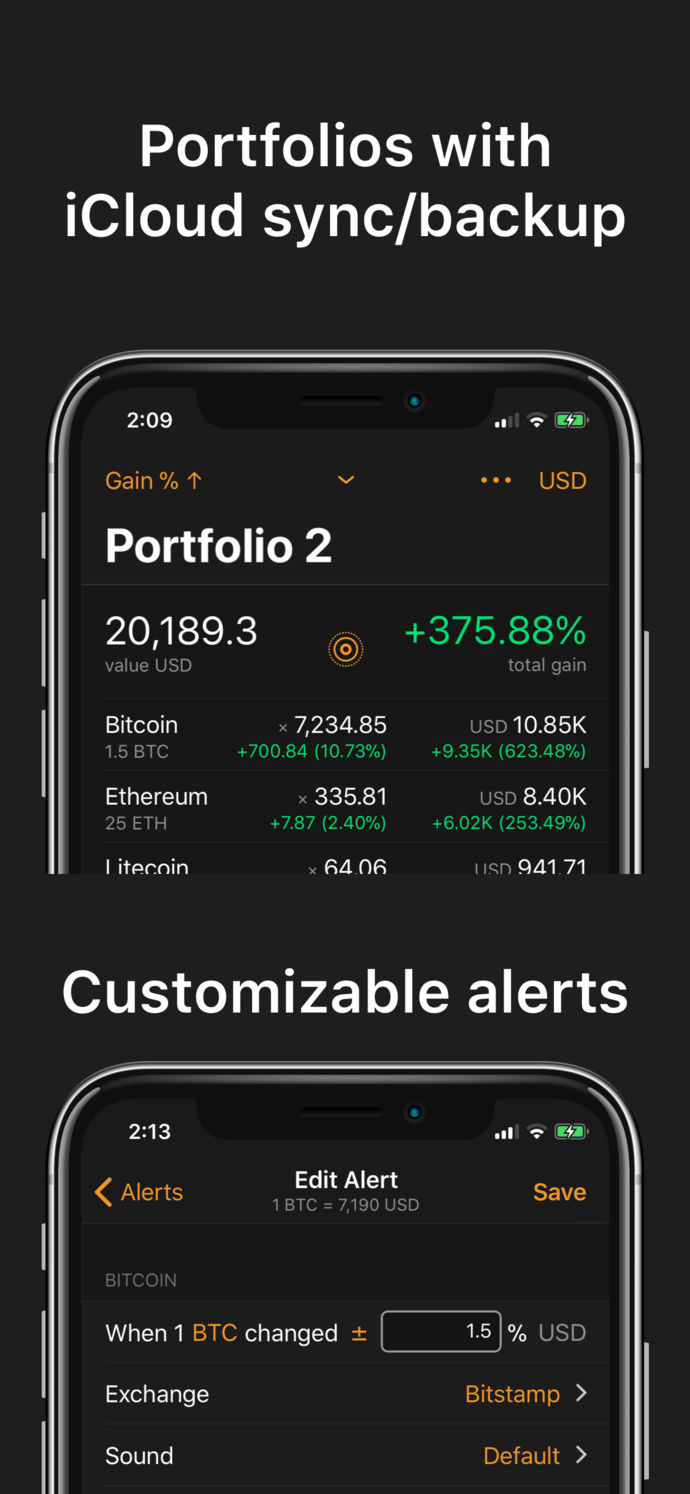 Portfolios with
iCloud sync/backup
2:09
Gain % ↑ ••• USD
Portfolio 2
20,189.3 +375.88%
value USD total gain
Bitcoin × 7,234.85 USD 10.85K
1.5 BTC +700.84 (10.73%) +9.35K (623.48%)
Ethereum × 335.81 USD 8.40K
25 ETH +7.87 (2.40%) +6.02K (253.49%)
Litecoin × 64.06 USD 941.71
Customizable alerts
2:13
Alerts Edit Alert Save
1 BTC = 7,190 USD
BITCOIN
When 1 BTC changed ± 1.5 % USD
Exchange Bitstamp
Sound Default